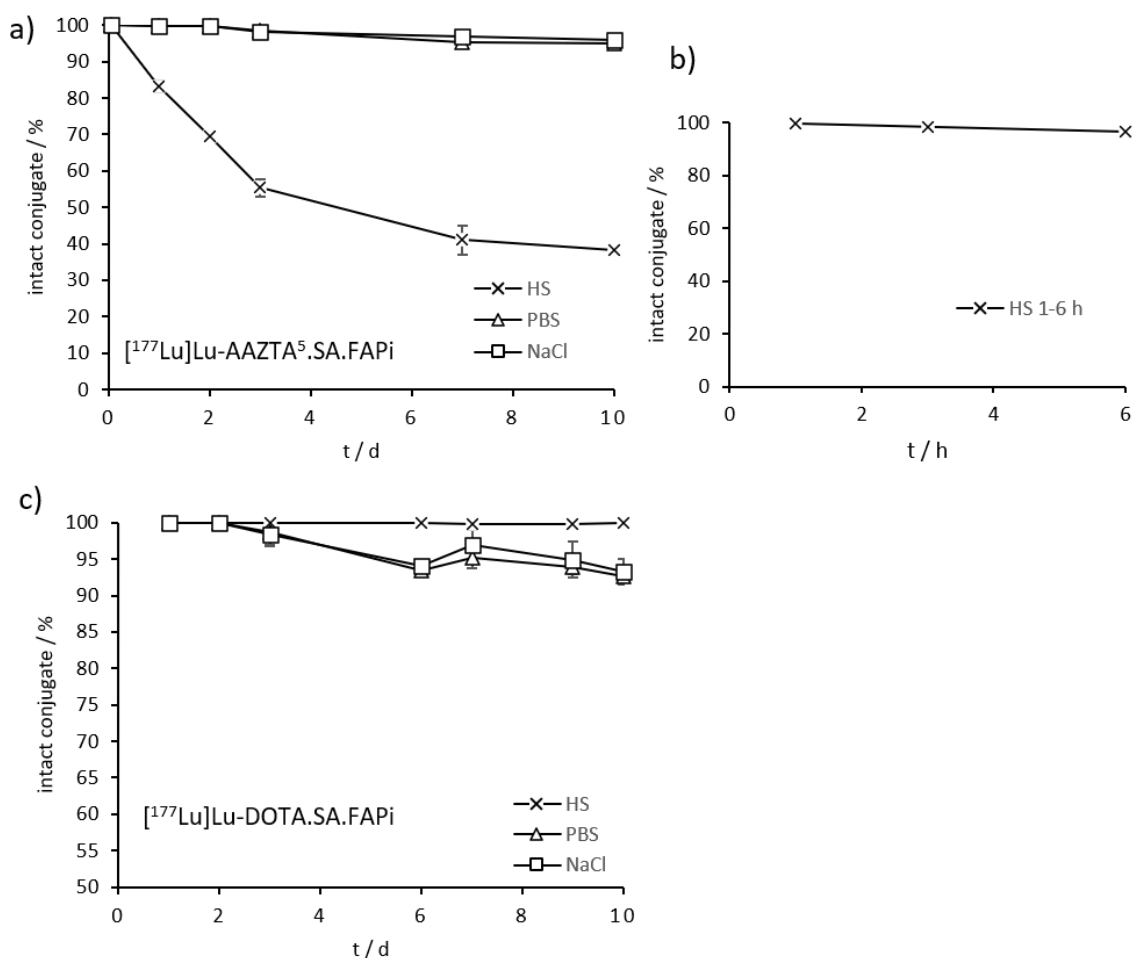 a)
100
90
80
70
60
50
40
30
20
10
0
intact conjugate / %
HS
PBS
NaCl
[¹⁷⁷Lu]Lu-AAZTA⁵.SA.FAPi
0 2 4 6 8 10
t / d
b)
100
80
60
40
20
0
intact conjugate / %
HS 1-6 h
0 2 4 6
t / h
c)
100
95
90
85
80
75
70
65
60
55
50
intact conjugate / %
[¹⁷⁷Lu]Lu-DOTA.SA.FAPi
HS
PBS
NaCl
0 2 4 6 8 10
t / d